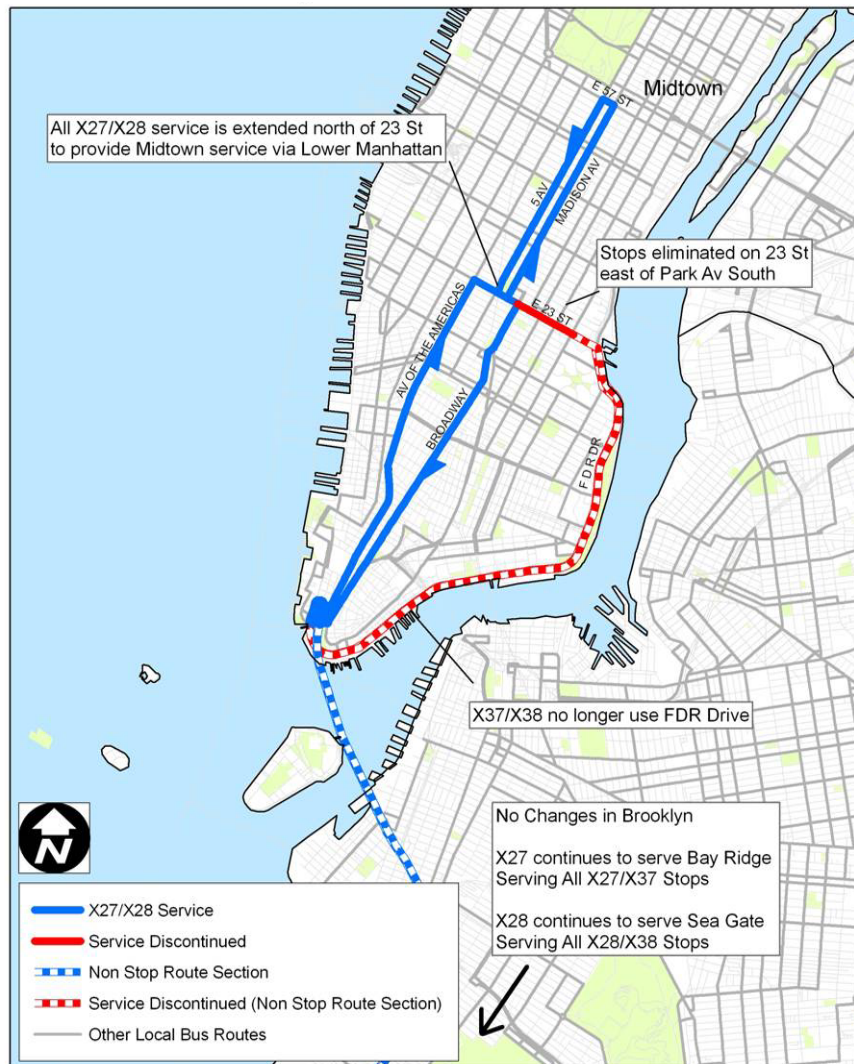 E 57 ST
Midtown
All X27/X28 service is extended north of 23 St
to provide Midtown service via Lower Manhattan
5 AV
MADISON AV
Stops eliminated on 23 St
east of Park Av South
E 23 ST
AV OF THE AMERICAS
BROADWAY
F D R DR
X37/X38 no longer use FDR Drive
No Changes in Brooklyn
X27 continues to serve Bay Ridge
Serving All X27/X37 Stops
X28 continues to serve Sea Gate
Serving All X28/X38 Stops
N
X27/X28 Service
Service Discontinued
Non Stop Route Section
Service Discontinued (Non Stop Route Section)
Other Local Bus Routes